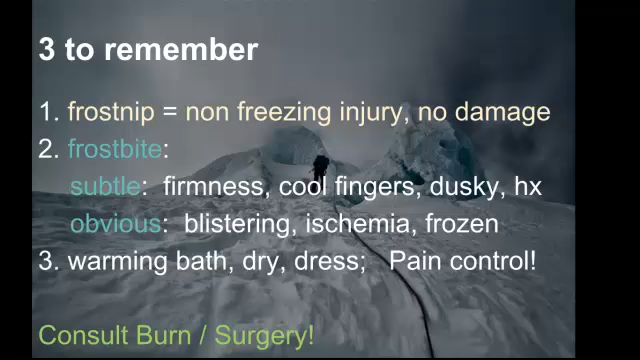 3 to remember
1. frostnip = non freezing injury, no damage
2. frostbite:
subtle: firmness, cool fingers, dusky, hx
obvious: blistering, ischemia, frozen
3. warming bath, dry, dress; Pain control!
Consult Burn / Surgery!